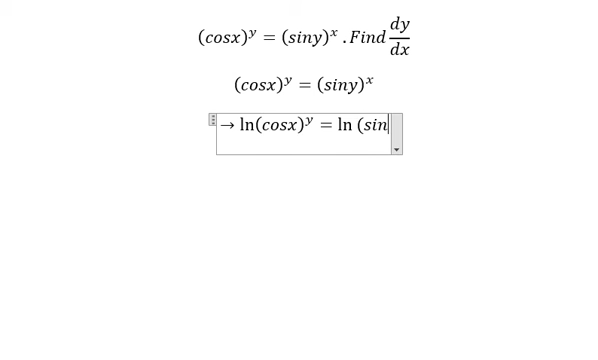 (cosx)^y = (siny)^x . Find dy/dx
(cosx)^y = (siny)^x
→ ln(cosx)^y = ln (sin